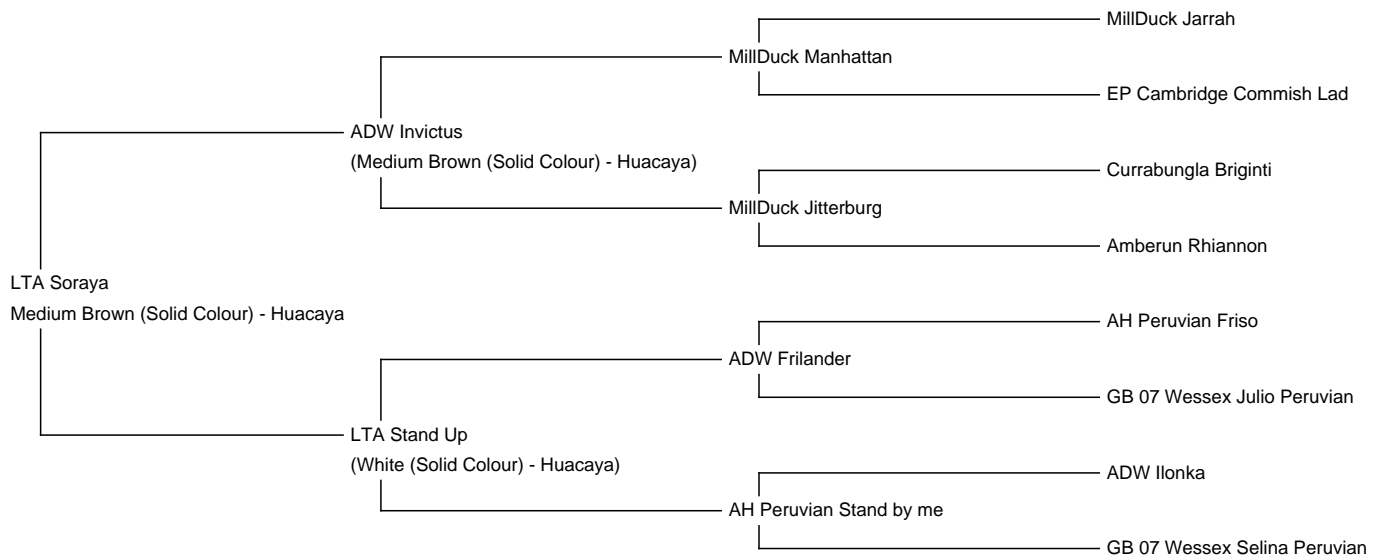 MillDuck Jarrah
MillDuck Manhattan
EP Cambridge Commish Lad
ADW Invictus
(Medium Brown (Solid Colour) - Huacaya)
Currabungla Briginti
MillDuck Jitterburg
Amberun Rhiannon
LTA Soraya
Medium Brown (Solid Colour) - Huacaya
AH Peruvian Friso
ADW Frilander
GB 07 Wessex Julio Peruvian
LTA Stand Up
(White (Solid Colour) - Huacaya)
ADW Ilonka
AH Peruvian Stand by me
GB 07 Wessex Selina Peruvian